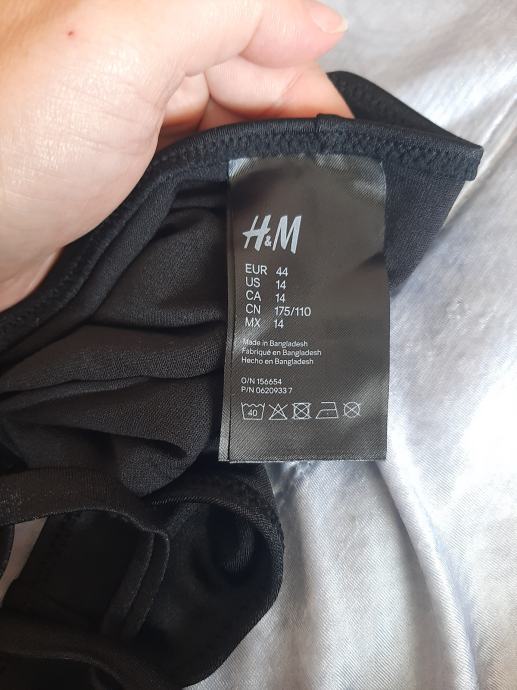 H&M
EUR 44
US 14
CA 14
CN 175/110
MX 14
Made in Bangladesh
Fabriqué en Bangladesh
Hecho en Bangladesh
O/N 156654
P/N 0620933 7
40